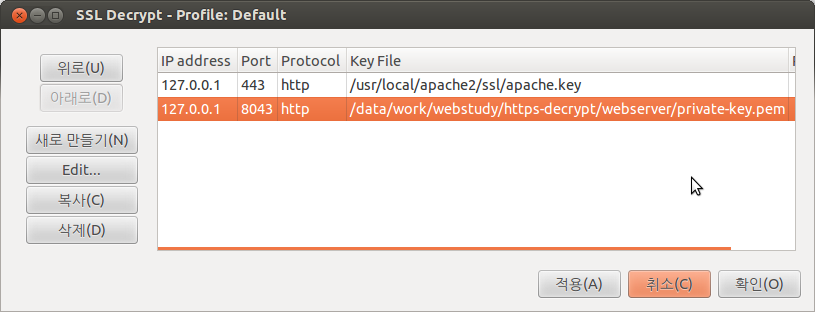 SSL Decrypt - Profile: Default
위로(U)
아래로(D)
새로 만들기(N)
Edit...
복사(C)
삭제(D)
IP address Port Protocol Key File
127.0.0.1 443 http /usr/local/apache2/ssl/apache.key
127.0.0.1 8043 http /data/work/webstudy/https-decrypt/webserver/private-key.pem
적용(A) 취소(C) 확인(O)